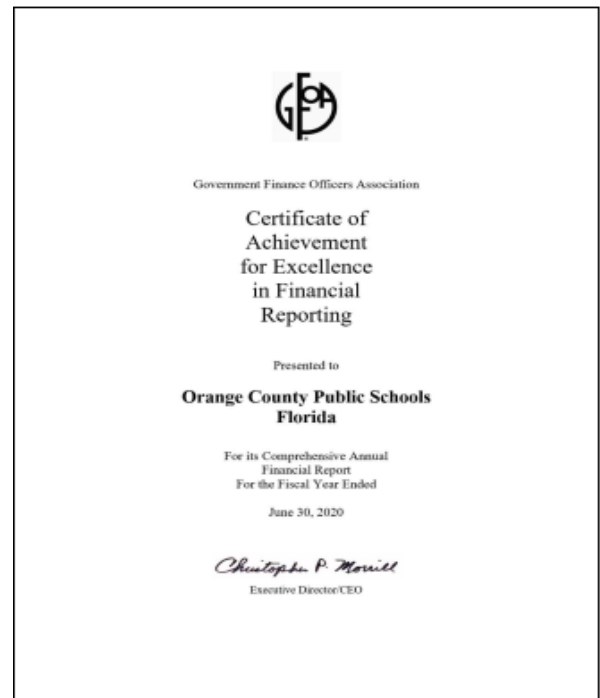 GFOA
Government Finance Officers Association
Certificate of
Achievement
for Excellence
in Financial
Reporting
Presented to
Orange County Public Schools
Florida
For its Comprehensive Annual
Financial Report
For the Fiscal Year Ended
June 30, 2020
Christopher P. Morrill
Executive Director/CEO